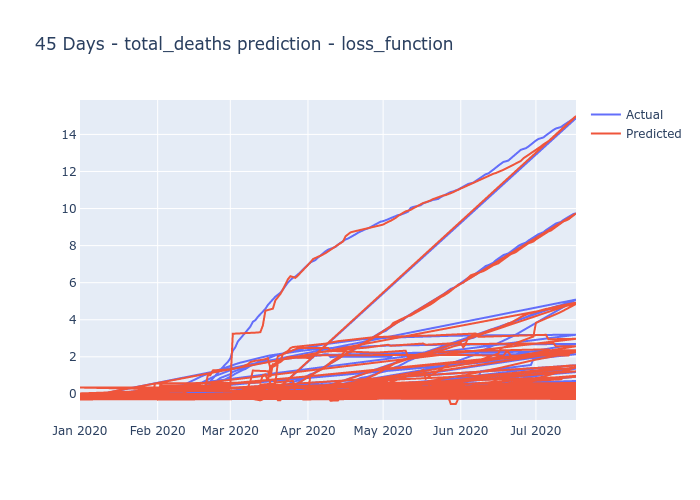 45 Days - total_deaths prediction - loss_function
Actual
Predicted
14
12
10
8
6
4
2
0
Jan 2020
Feb 2020
Mar 2020
Apr 2020
May 2020
Jun 2020
Jul 2020